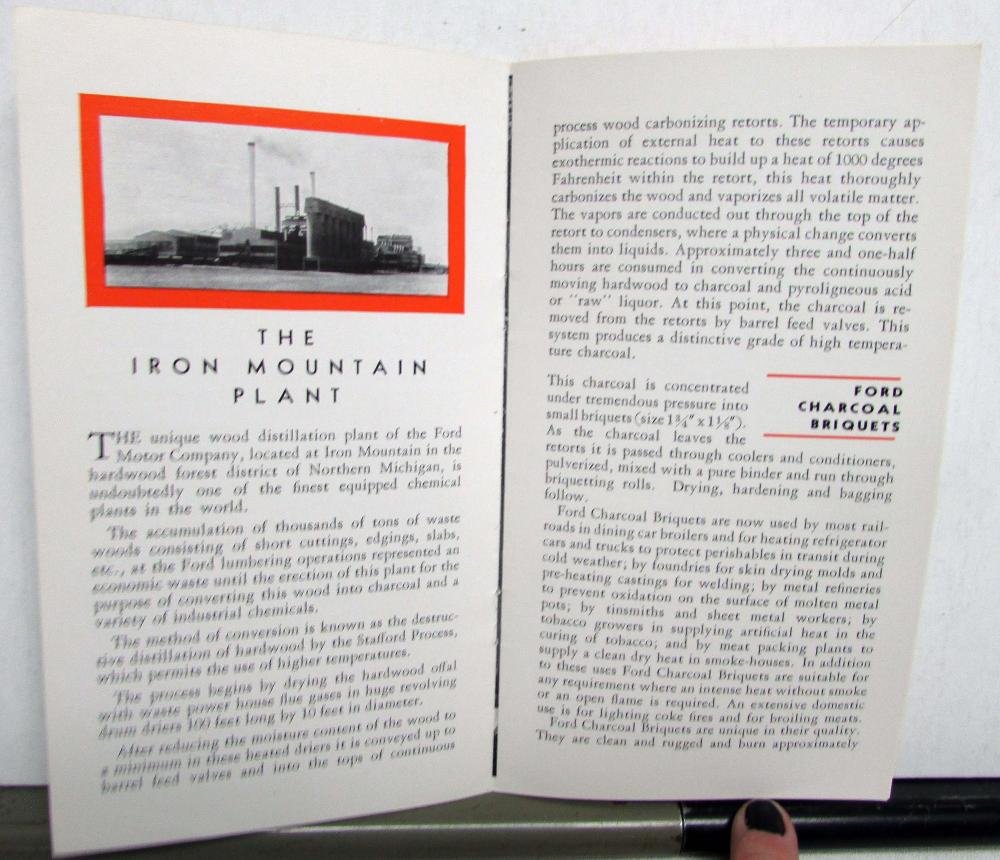 THE
IRON MOUNTAIN
PLANT
THE unique wood distillation plant of the Ford
Motor Company, located at Iron Mountain in the
hardwood forest district of Northern Michigan, is
undoubtedly one of the finest equipped chemical
plants in the world.
The accumulation of thousands of tons of waste
woods consisting of short cuttings, edgings, slabs,
etc., at the Ford lumbering operations represented an
economic waste until the erection of this plant for the
purpose of converting this wood into charcoal and a
variety of industrial chemicals.
The method of conversion is known as the destruc-
tive distillation of hardwood by the Stafford Process,
which permits the use of higher temperatures.
The process begins by drying the hardwood offal
with waste power house flue gases in huge revolving
drum driers 100 feet long by 10 feet in diameter.
After reducing the moisture content of the wood to
a minimum in these heated driers it is conveyed up to
barrel feed valves and into the tops of continuous
process wood carbonizing retorts. The temporary ap-
plication of external heat to these retorts causes
exothermic reactions to build up a heat of 1000 degrees
Fahrenheit within the retort, this heat thoroughly
carbonizes the wood and vaporizes all volatile matter.
The vapors are conducted out through the top of the
retort to condensers, where a physical change converts
them into liquids. Approximately three and one-half
hours are consumed in converting the continuously
moving hardwood to charcoal and pyroligneous acid
or "raw" liquor. At this point, the charcoal is re-
moved from the retorts by barrel feed valves. This
system produces a distinctive grade of high tempera-
ture charcoal.
FORD
CHARCOAL
BRIQUETS
This charcoal is concentrated
under tremendous pressure into
small briquets (size 1¾" x 1⅛").
As the charcoal leaves the
retorts it is passed through coolers and conditioners,
pulverized, mixed with a pure binder and run through
briquetting rolls. Drying, hardening and bagging
follow.
Ford Charcoal Briquets are now used by most rail-
roads in dining car broilers and for heating refrigerator
cars and trucks to protect perishables in transit during
cold weather; by foundries for skin drying molds and
pre-heating castings for welding; by metal refineries
to prevent oxidation on the surface of molten metal
pots; by tinsmiths and sheet metal workers; by
tobacco growers in supplying artificial heat in the
curing of tobacco; and by meat packing plants to
supply a clean dry heat in smoke-houses. In addition
to these uses Ford Charcoal Briquets are suitable for
any requirement where an intense heat without smoke
or an open flame is required. An extensive domestic
use is for lighting coke fires and for broiling meats.
Ford Charcoal Briquets are unique in their quality.
They are clean and rugged and burn approximately